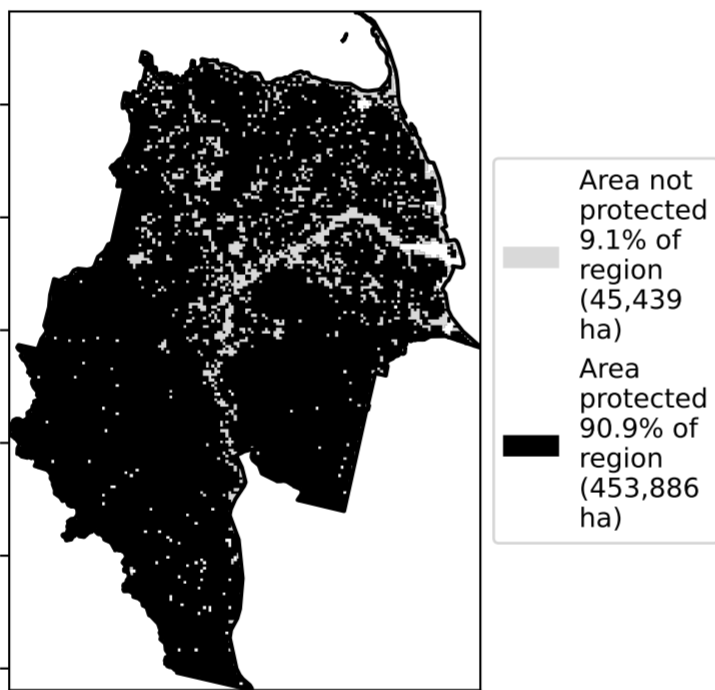 Area not
protected
9.1% of
region
(45,439
ha)
Area
protected
90.9% of
region
(453,886
ha)